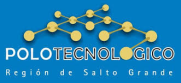 POLOTECNOLOGICO
Región de Salto Grande